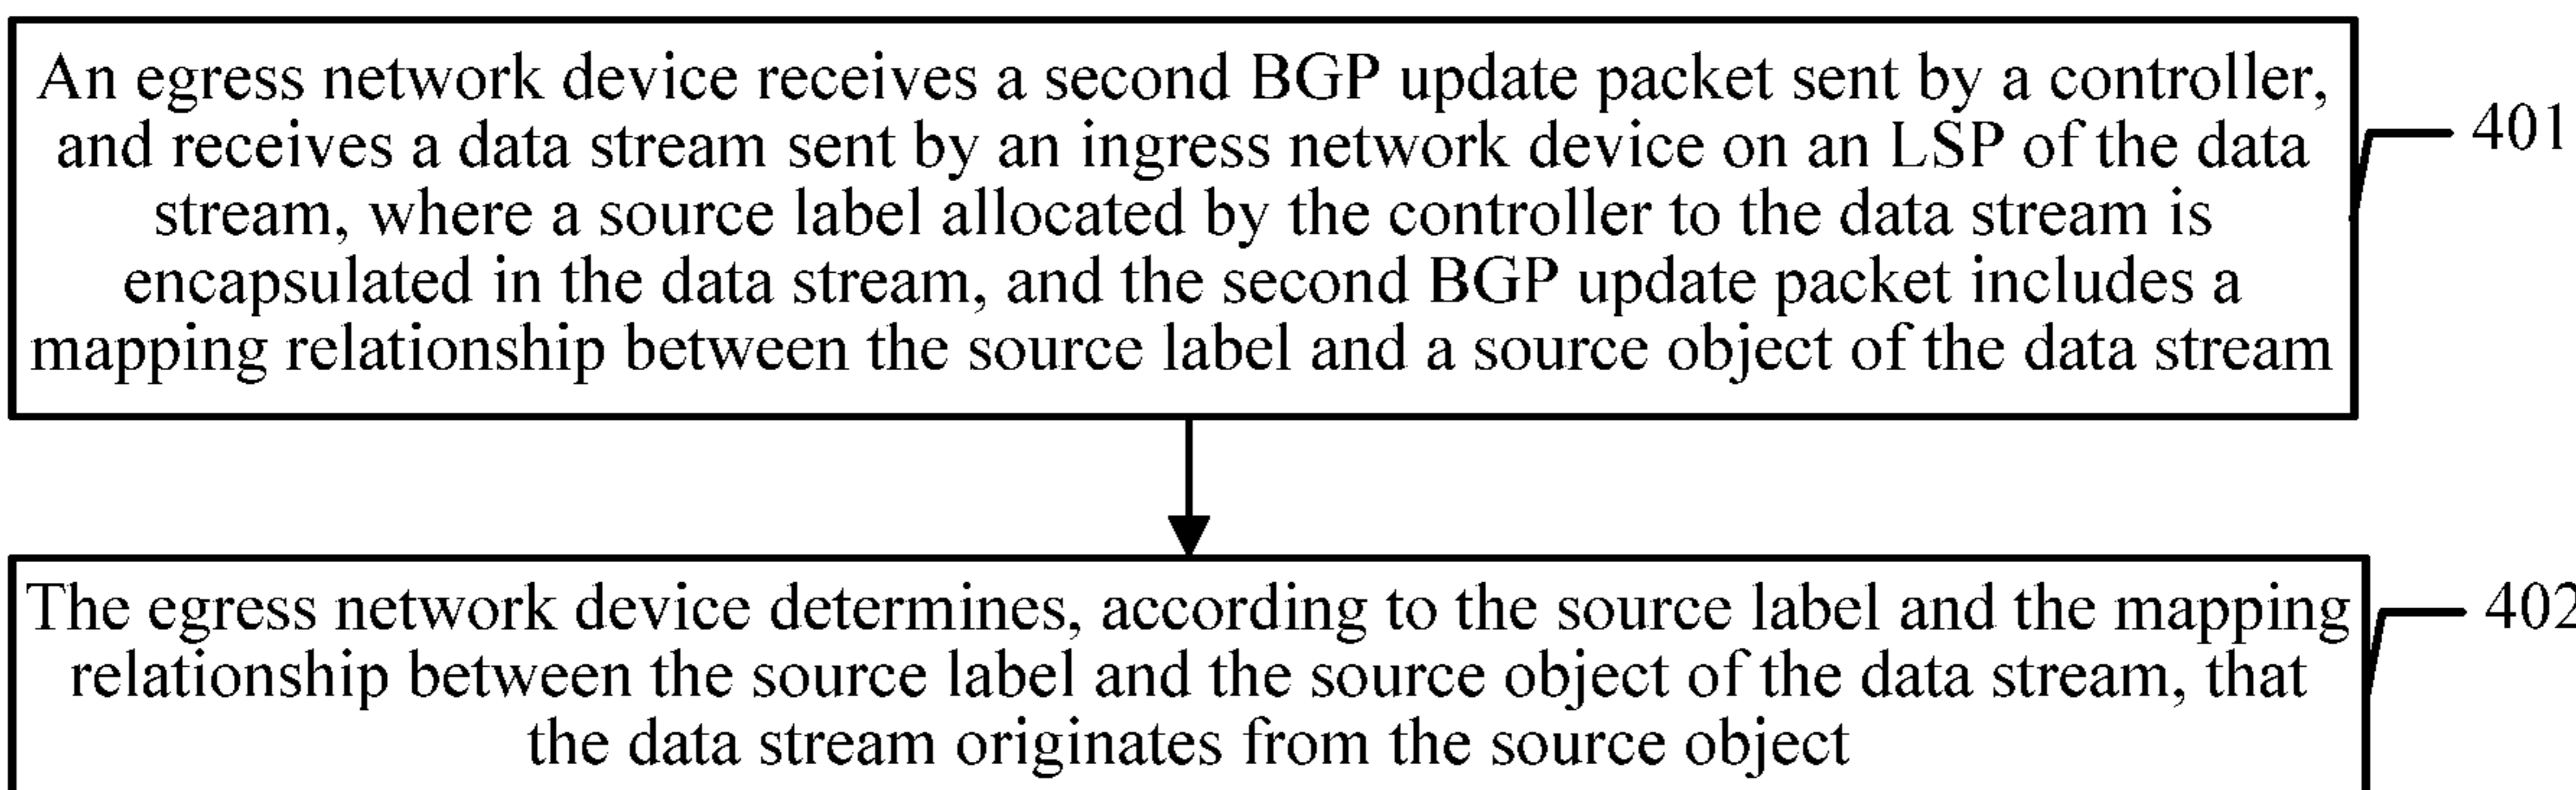 An egress network device receives a second BGP update packet sent by a controller,
and receives a data stream sent by an ingress network device on an LSP of the data
stream, where a source label allocated by the controller to the data stream is
encapsulated in the data stream, and the second BGP update packet includes a
mapping relationship between the source label and a source object of the data stream
401
The egress network device determines, according to the source label and the mapping
relationship between the source label and the source object of the data stream, that
the data stream originates from the source object
402